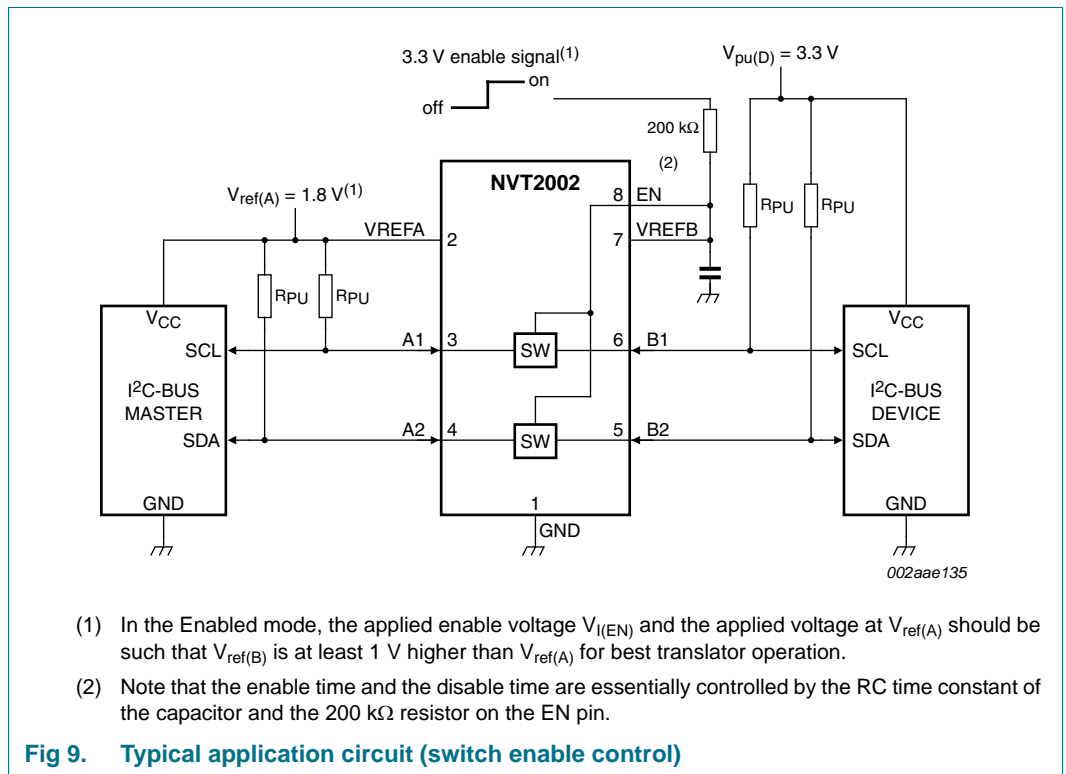 3.3 V enable signal(1)
on
off
Vpu(D) = 3.3 V
200 kΩ
(2)
NVT2002
Vref(A) = 1.8 V(1)
8 EN
RPU RPU
VREFA 2
7 VREFB
RPU RPU
VCC
VCC
SCL A1 3 SW 6 B1 SCL
I2C-BUS
MASTER
I2C-BUS
DEVICE
SDA A2 4 SW 5 B2 SDA
GND
1
GND
GND
002aae135
(1) In the Enabled mode, the applied enable voltage VI(EN) and the applied voltage at Vref(A) should be
such that Vref(B) is at least 1 V higher than Vref(A) for best translator operation.
(2) Note that the enable time and the disable time are essentially controlled by the RC time constant of
the capacitor and the 200 kΩ resistor on the EN pin.
Fig 9. Typical application circuit (switch enable control)